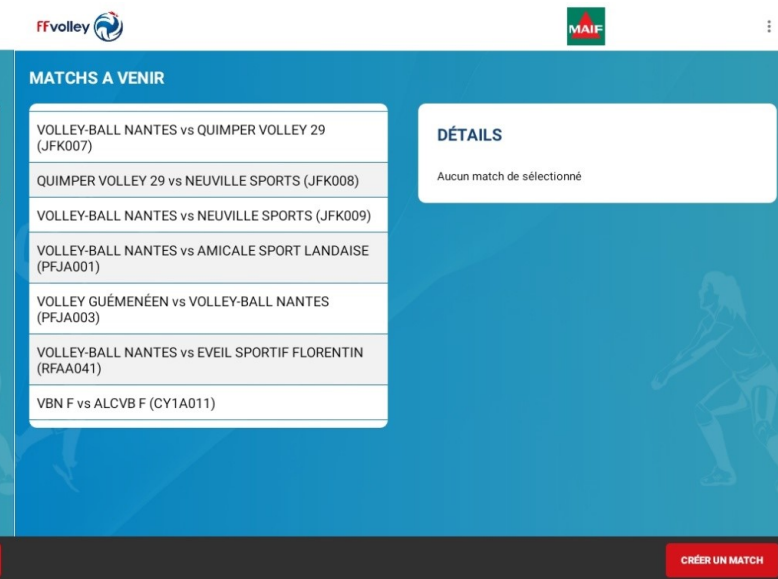 FFvolley
MAIF
MATCHS A VENIR
VOLLEY-BALL NANTES vs QUIMPER VOLLEY 29
(JFK007)
QUIMPER VOLLEY 29 vs NEUVILLE SPORTS (JFK008)
VOLLEY-BALL NANTES vs NEUVILLE SPORTS (JFK009)
VOLLEY-BALL NANTES vs AMICALE SPORT LANDAISE
(PFJA001)
VOLLEY GUÉMENÉEN vs VOLLEY-BALL NANTES
(PFJA003)
VOLLEY-BALL NANTES vs EVEIL SPORTIF FLORENTIN
(RFAA041)
VBN F vs ALCVB F (CY1A011)
DÉTAILS
Aucun match de sélectionné
CRÉER UN MATCH